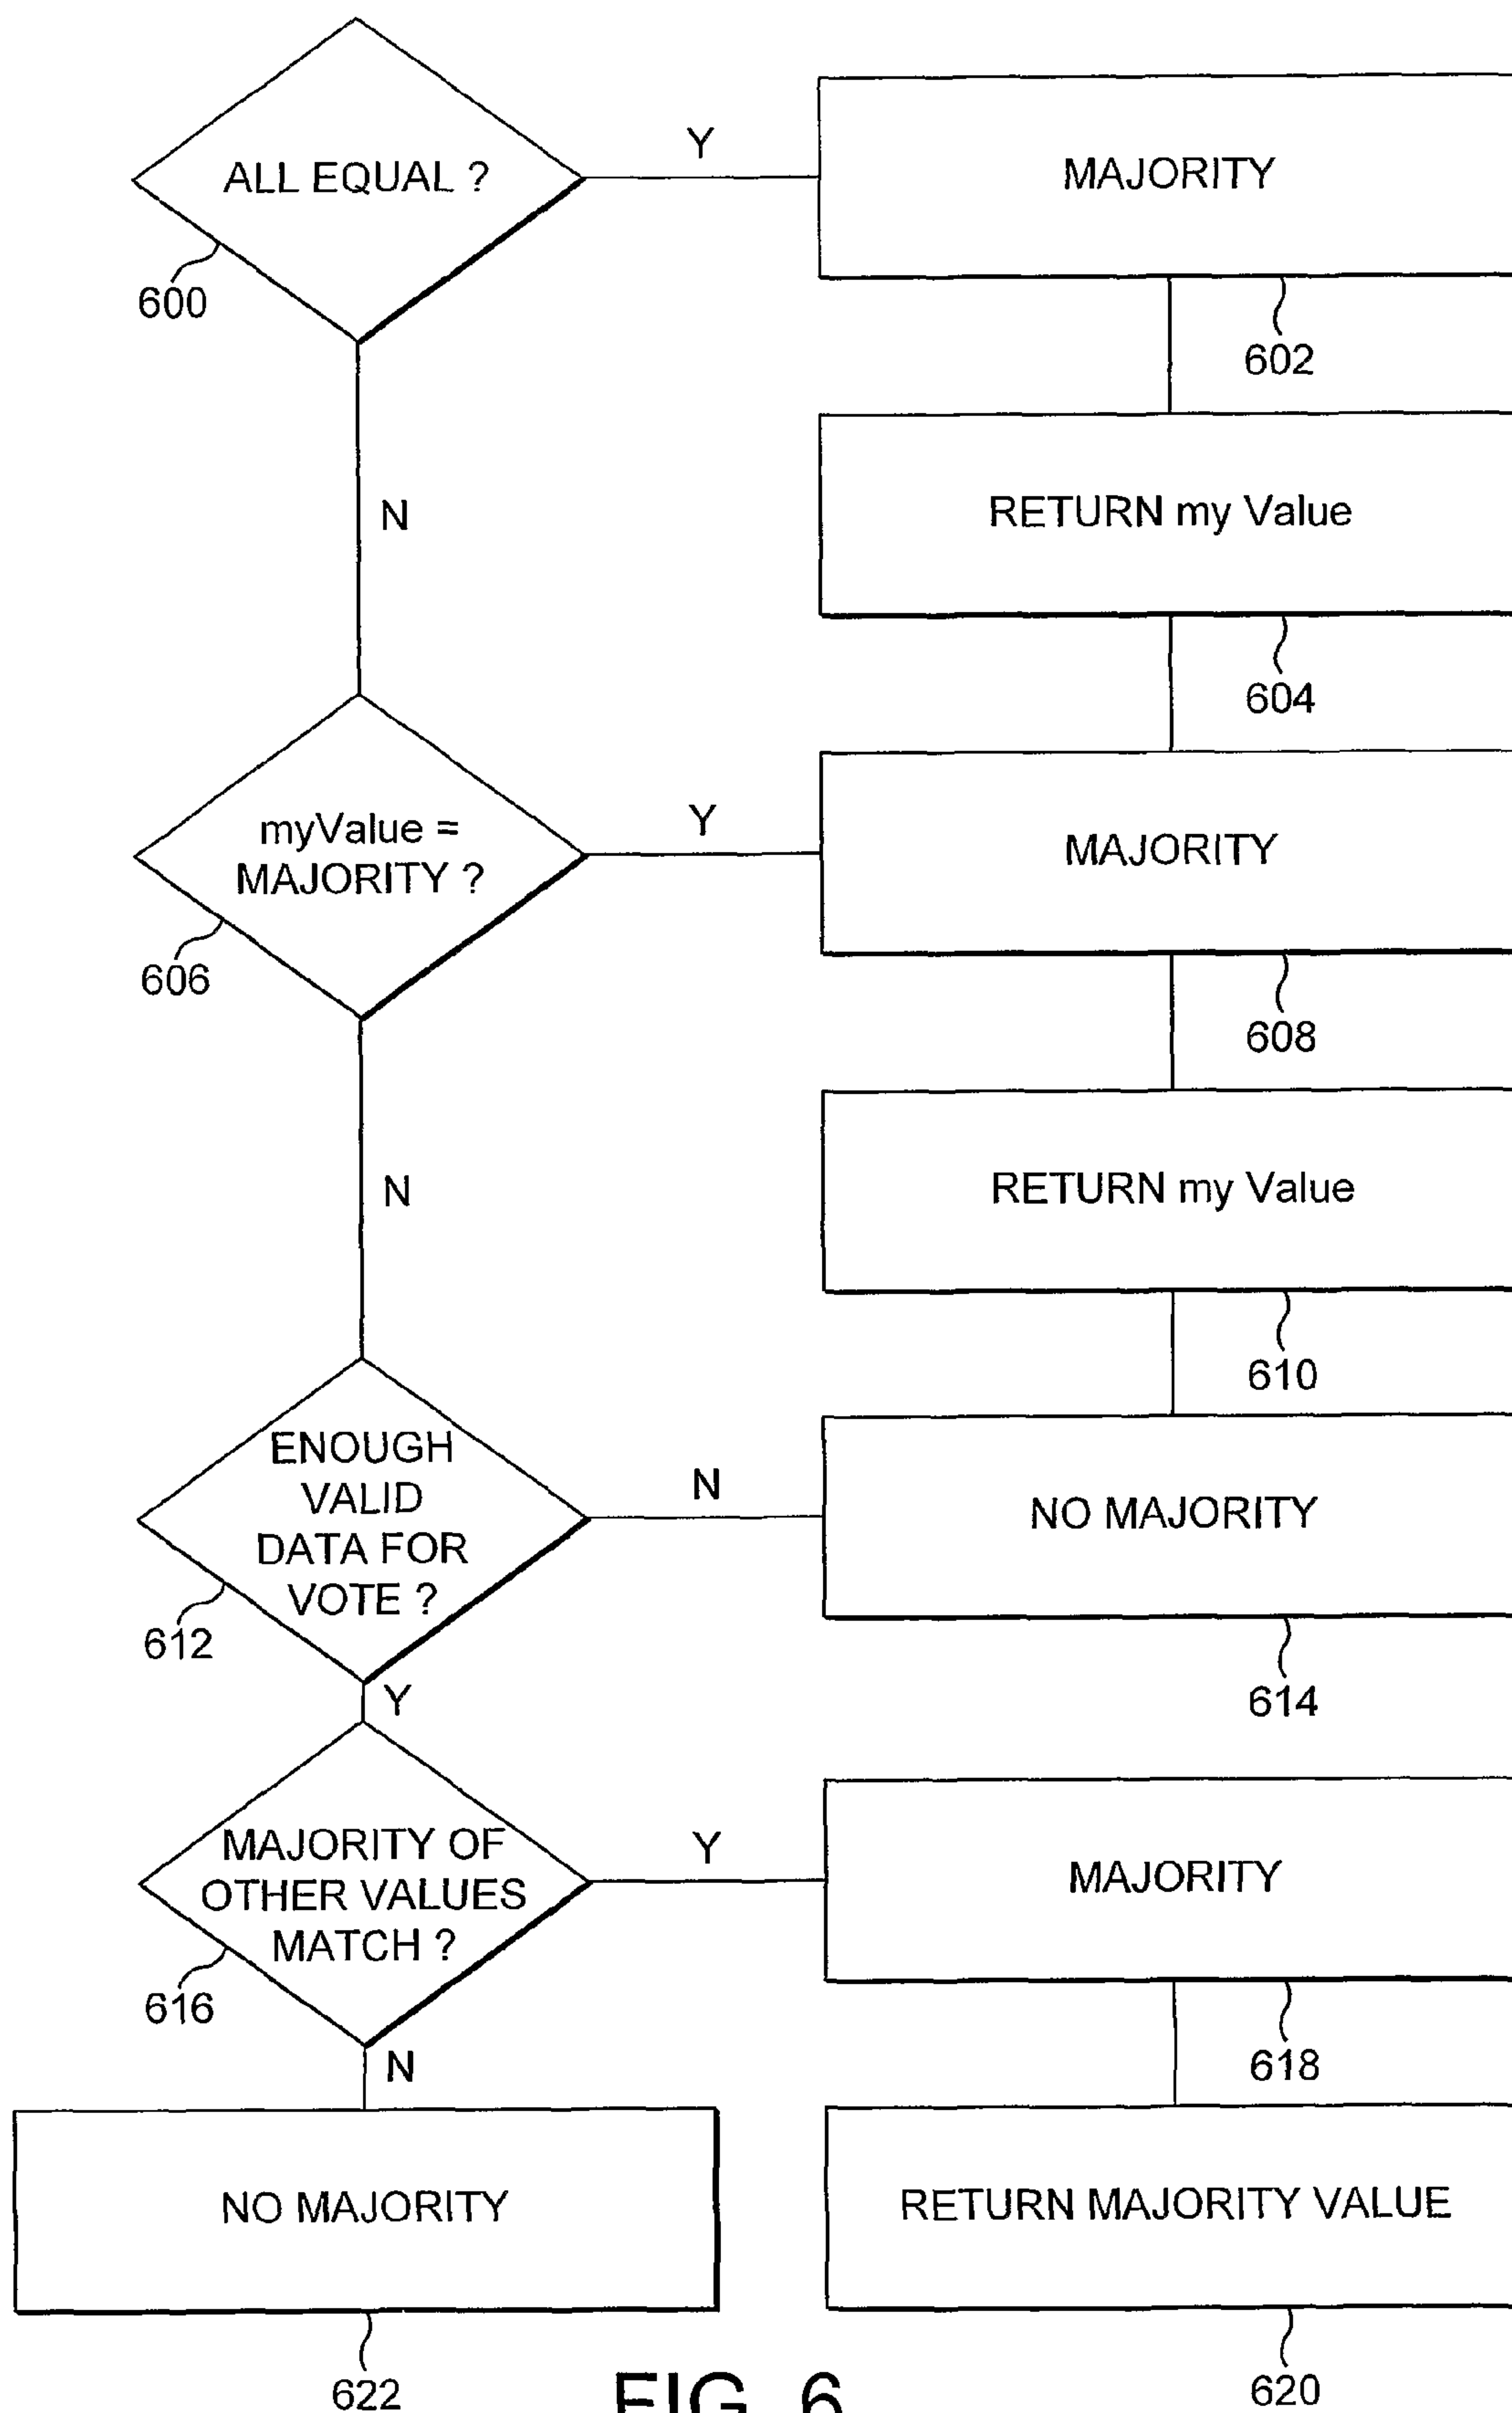 ALL EQUAL ?
Y
MAJORITY
600
602
N
RETURN my Value
604
myValue =
MAJORITY ?
Y
MAJORITY
606
608
N
RETURN my Value
610
ENOUGH
VALID
DATA FOR
VOTE ?
N
NO MAJORITY
612
614
Y
MAJORITY OF
OTHER VALUES
MATCH ?
Y
MAJORITY
616
618
N
NO MAJORITY
RETURN MAJORITY VALUE
622
620
FIG. 6